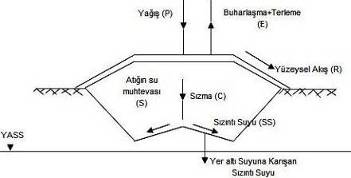 Yağış (P)
Buharlaşma+Terleme
(E)
Yüzeysel Akış (R)
Atığın su
muhtevası
(S)
Sızma (C)
Sızıntı Suyu (SS)
YASS
Yer altı Suyuna Karışan
Sızıntı Suyu